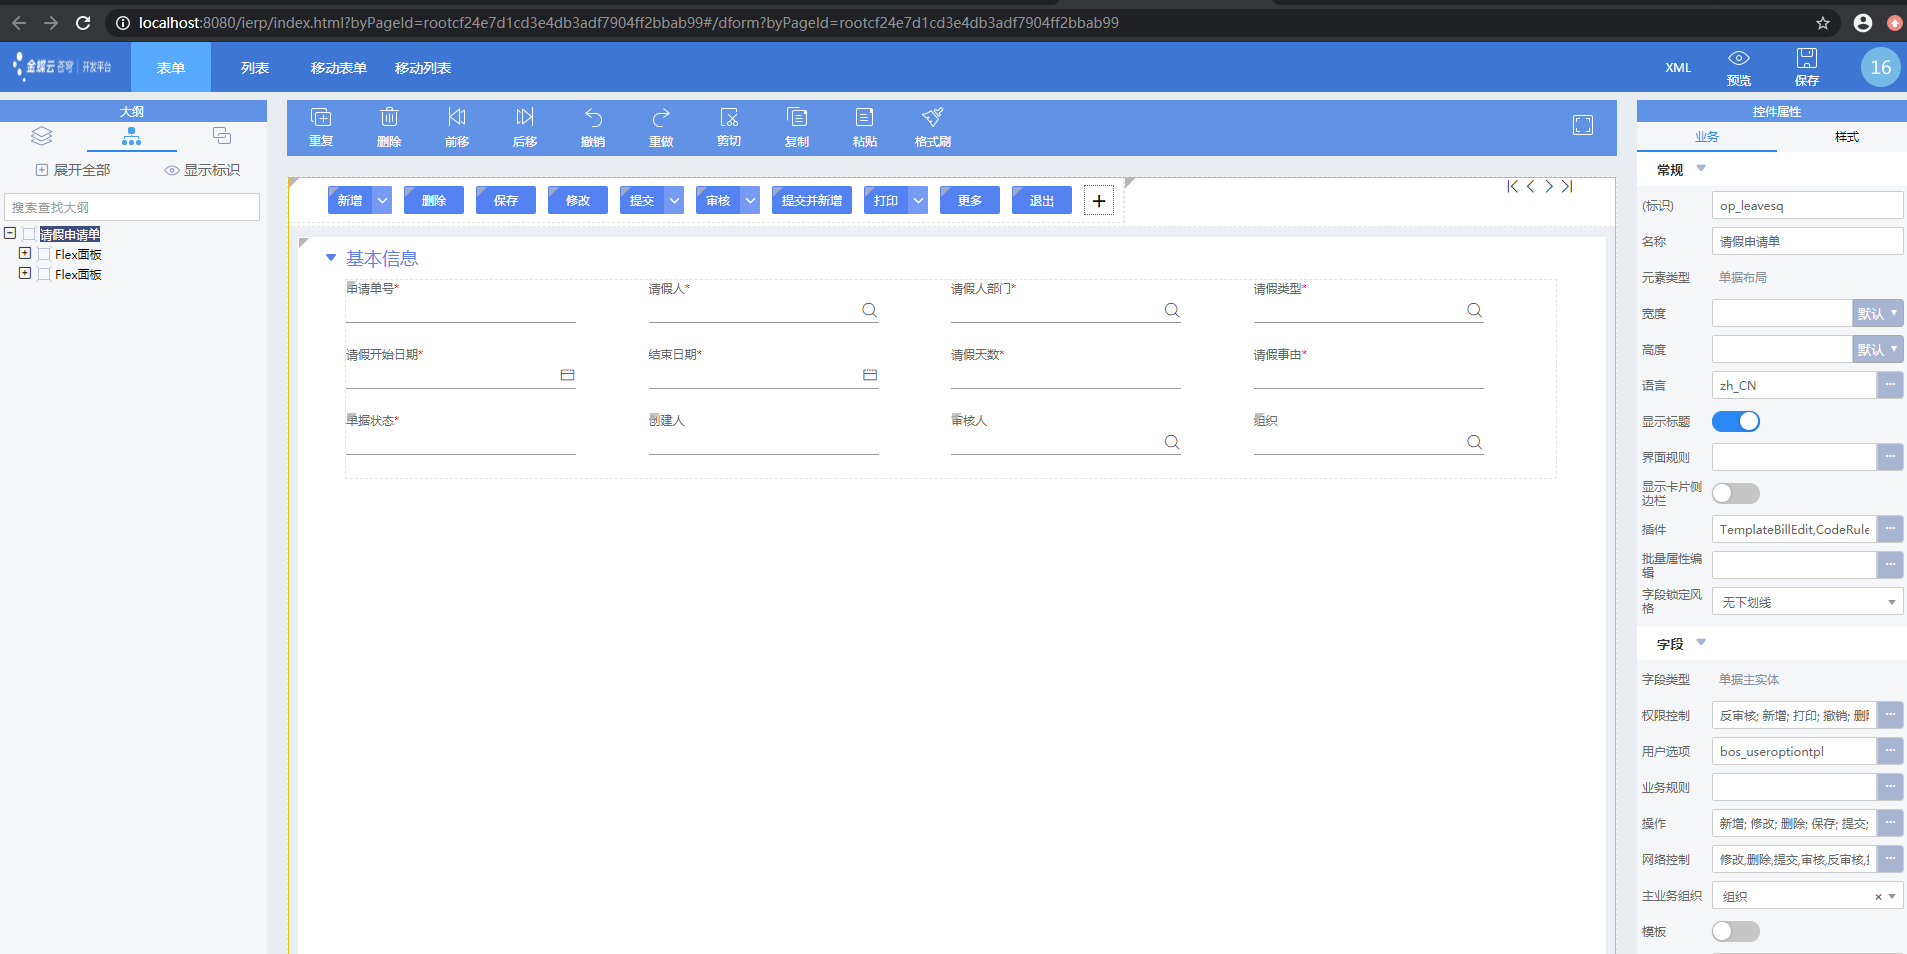 localhost:8080/ierp/index.html?byPageId=rootcf24e7d1cd3e4db3adf7904ff2bbab99#/dform?byPageId=rootcf24e7d1cd3e4db3adf7904ff2bbab99
金蝶云 苍穹 | 开发平台
表单 列表 移动表单 移动列表
XML 预览 保存 16
大纲
展开全部 显示标识
搜索查找大纲
请假申请单
Flex面板
Flex面板
重复 删除 前移 后移 撤销 重做 剪切 复制 粘贴 格式刷
新增 删除 保存 修改 提交 审核 提交并新增 打印 更多 退出 +
基本信息
申请单号* 请假人* 请假人部门* 请假类型*
请假开始日期* 结束日期* 请假天数* 请假事由*
单据状态* 创建人 审核人 组织
控件属性
业务 样式
常规
(标识) op_leavesq
名称 请假申请单
元素类型 单据布局
宽度 默认
高度 默认
语言 zh_CN
显示标题
界面规则
显示卡片侧
边栏
插件 TemplateBillEdit,CodeRule
批量属性编
辑
字段锁定风
格 无下划线
字段
字段类型 单据主实体
权限控制 反审核; 新增; 打印; 撤销; 删
用户选项 bos_useroptiontpl
业务规则
操作 新增; 修改; 删除; 保存; 提交;
网络控制 修改,删除,提交,审核,反审核,
主业务组织 组织 ×
模板